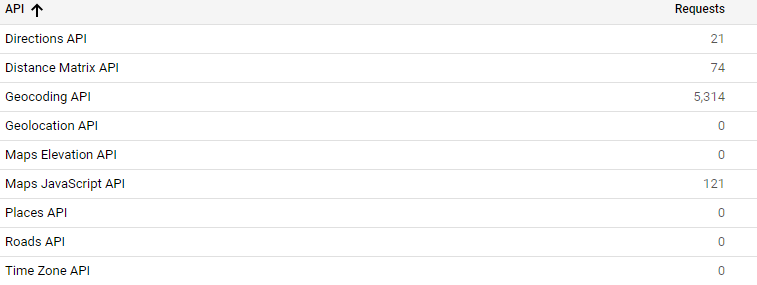 API Requests
Directions API 21
Distance Matrix API 74
Geocoding API 5,314
Geolocation API 0
Maps Elevation API 0
Maps JavaScript API 121
Places API 0
Roads API 0
Time Zone API 0